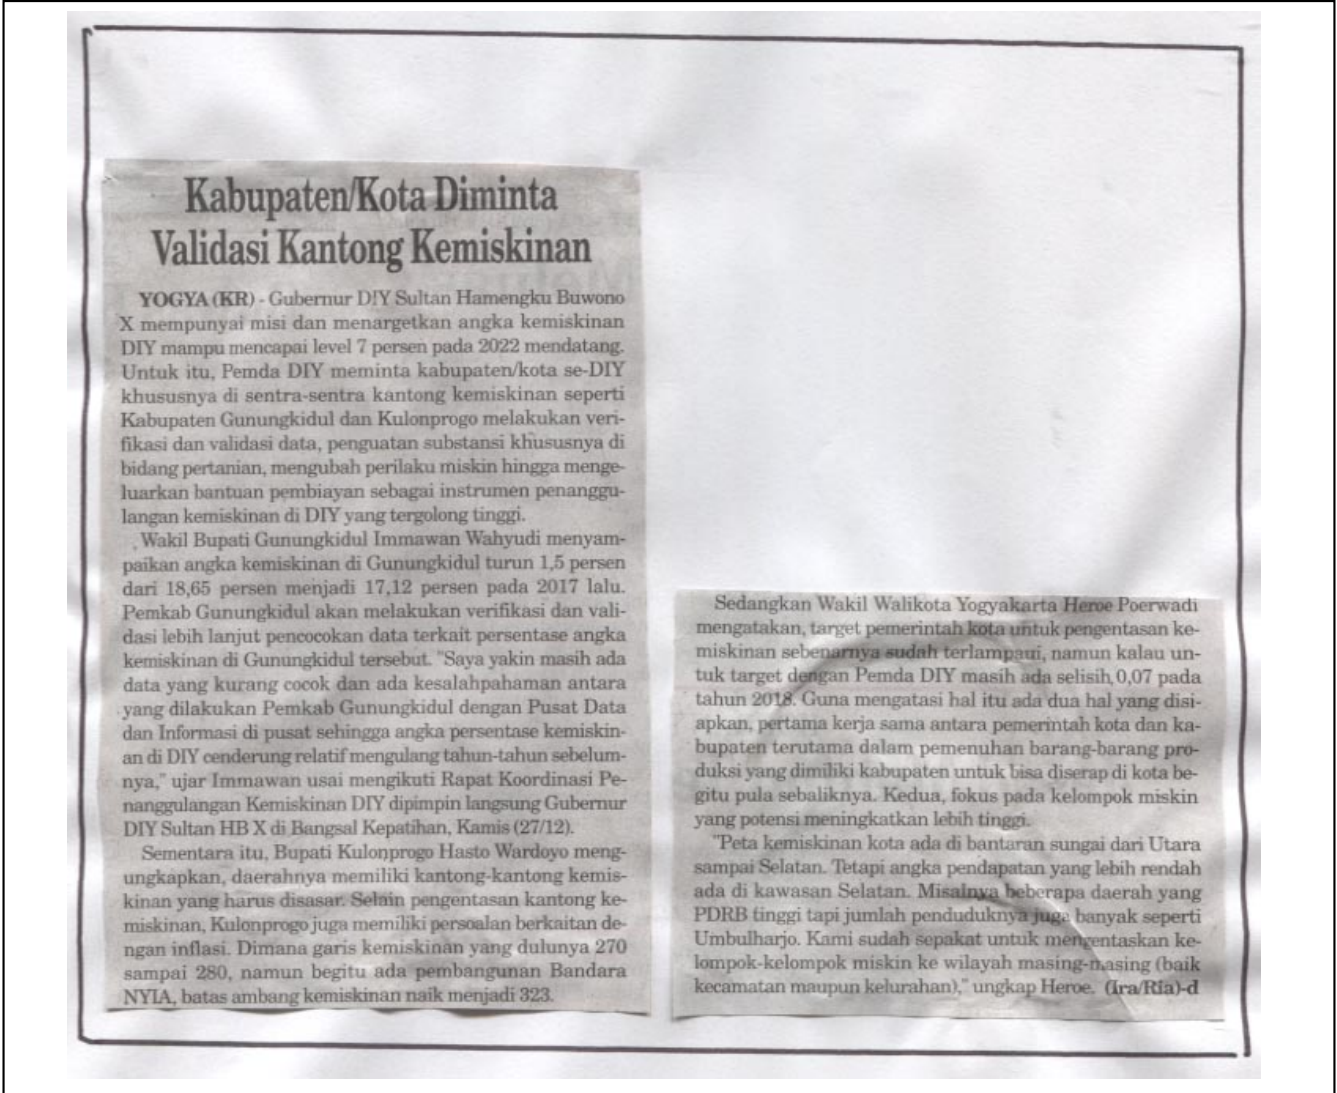 Kabupaten/Kota Diminta
Validasi Kantong Kemiskinan
YOGYA (KR) - Gubernur DIY Sultan Hamengku Buwono
X mempunyai misi dan menargetkan angka kemiskinan
DIY mampu mencapai level 7 persen pada 2022 mendatang.
Untuk itu, Pemda DIY meminta kabupaten/kota se-DIY
khususnya di sentra-sentra kantong kemiskinan seperti
Kabupaten Gunungkidul dan Kulonprogo melakukan veri-
fikasi dan validasi data, penguatan substansi khususnya di
bidang pertanian, mengubah perilaku miskin hingga menge-
luarkan bantuan pembiayan sebagai instrumen penanggu-
langan kemiskinan di DIY yang tergolong tinggi.
Wakil Bupati Gunungkidul Immawan Wahyudi menyam-
paikan angka kemiskinan di Gunungkidul turun 1,5 persen
dari 18,65 persen menjadi 17,12 persen pada 2017 lalu.
Pemkab Gunungkidul akan melakukan verifikasi dan vali-
dasi lebih lanjut pencocokan data terkait persentase angka
kemiskinan di Gunungkidul tersebut. "Saya yakin masih ada
data yang kurang cocok dan ada kesalahpahaman antara
yang dilakukan Pemkab Gunungkidul dengan Pusat Data
dan Informasi di pusat sehingga angka persentase kemiskin-
an di DIY cenderung relatif mengulang tahun-tahun sebelum-
nya," ujar Immawan usai mengikuti Rapat Koordinasi Pe-
nanggulangan Kemiskinan DIY dipimpin langsung Gubernur
DIY Sultan HB X di Bangsal Kepatihan, Kamis (27/12).
Sementara itu, Bupati Kulonprogo Hasto Wardoyo meng-
ungkapkan, daerahnya memiliki kantong-kantong kemis-
kinan yang harus disasar. Selain pengentasan kantong ke-
miskinan, Kulonprogo juga memiliki persoalan berkaitan de-
ngan inflasi. Dimana garis kemiskinan yang dulunya 270
sampai 280, namun begitu ada pembangunan Bandara
NYIA, batas ambang kemiskinan naik menjadi 323.
Sedangkan Wakil Walikota Yogyakarta Heroe Poerwadi
mengatakan, target pemerintah kota untuk pengentasan ke-
miskinan sebenarnya sudah terlampaui, namun kalau un-
tuk target dengan Pemda DIY masih ada selisih 0,07 pada
tahun 2018. Guna mengatasi hal itu ada dua hal yang disi-
apkan, pertama kerja sama antara pemerintah kota dan ka-
bupaten terutama dalam pemenuhan barang-barang pro-
duksi yang dimiliki kabupaten untuk bisa diserap di kota be-
gitu pula sebaliknya. Kedua, fokus pada kelompok miskin
yang potensi meningkatkan lebih tinggi.
"Peta kemiskinan kota ada di bantaran sungai dari Utara
sampai Selatan. Tetapi angka pendapatan yang lebih rendah
ada di kawasan Selatan. Misalnya beberapa daerah yang
PDRB tinggi tapi jumlah penduduknya juga banyak seperti
Umbulharjo. Kami sudah sepakat untuk mengentaskan ke-
lompok-kelompok miskin ke wilayah masing-masing (baik
kecamatan maupun kelurahan)," ungkap Heroe. (Ira/Ria)-d